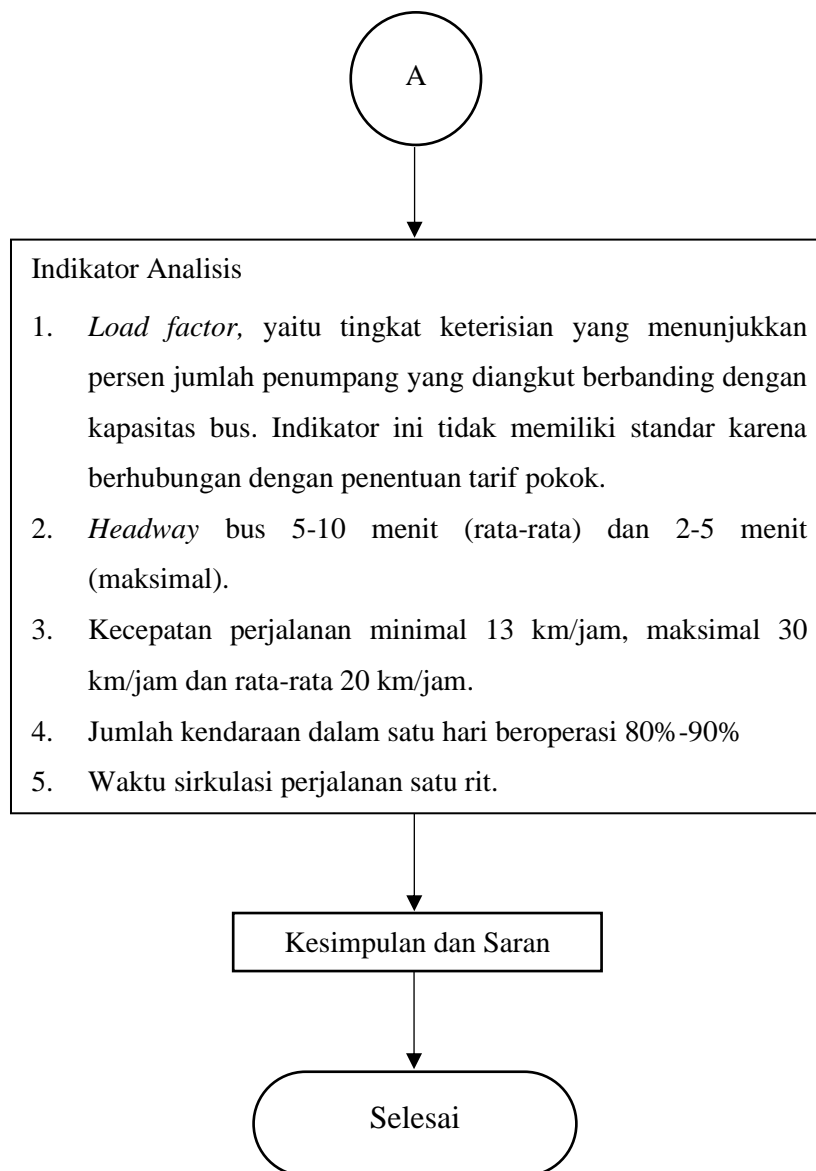 A
Indikator Analisis
1. Load factor, yaitu tingkat keterisian yang menunjukkan
persen jumlah penumpang yang diangkut berbanding dengan
kapasitas bus. Indikator ini tidak memiliki standar karena
berhubungan dengan penentuan tarif pokok.
2. Headway bus 5-10 menit (rata-rata) dan 2-5 menit
(maksimal).
3. Kecepatan perjalanan minimal 13 km/jam, maksimal 30
km/jam dan rata-rata 20 km/jam.
4. Jumlah kendaraan dalam satu hari beroperasi 80%-90%
5. Waktu sirkulasi perjalanan satu rit.
Kesimpulan dan Saran
Selesai